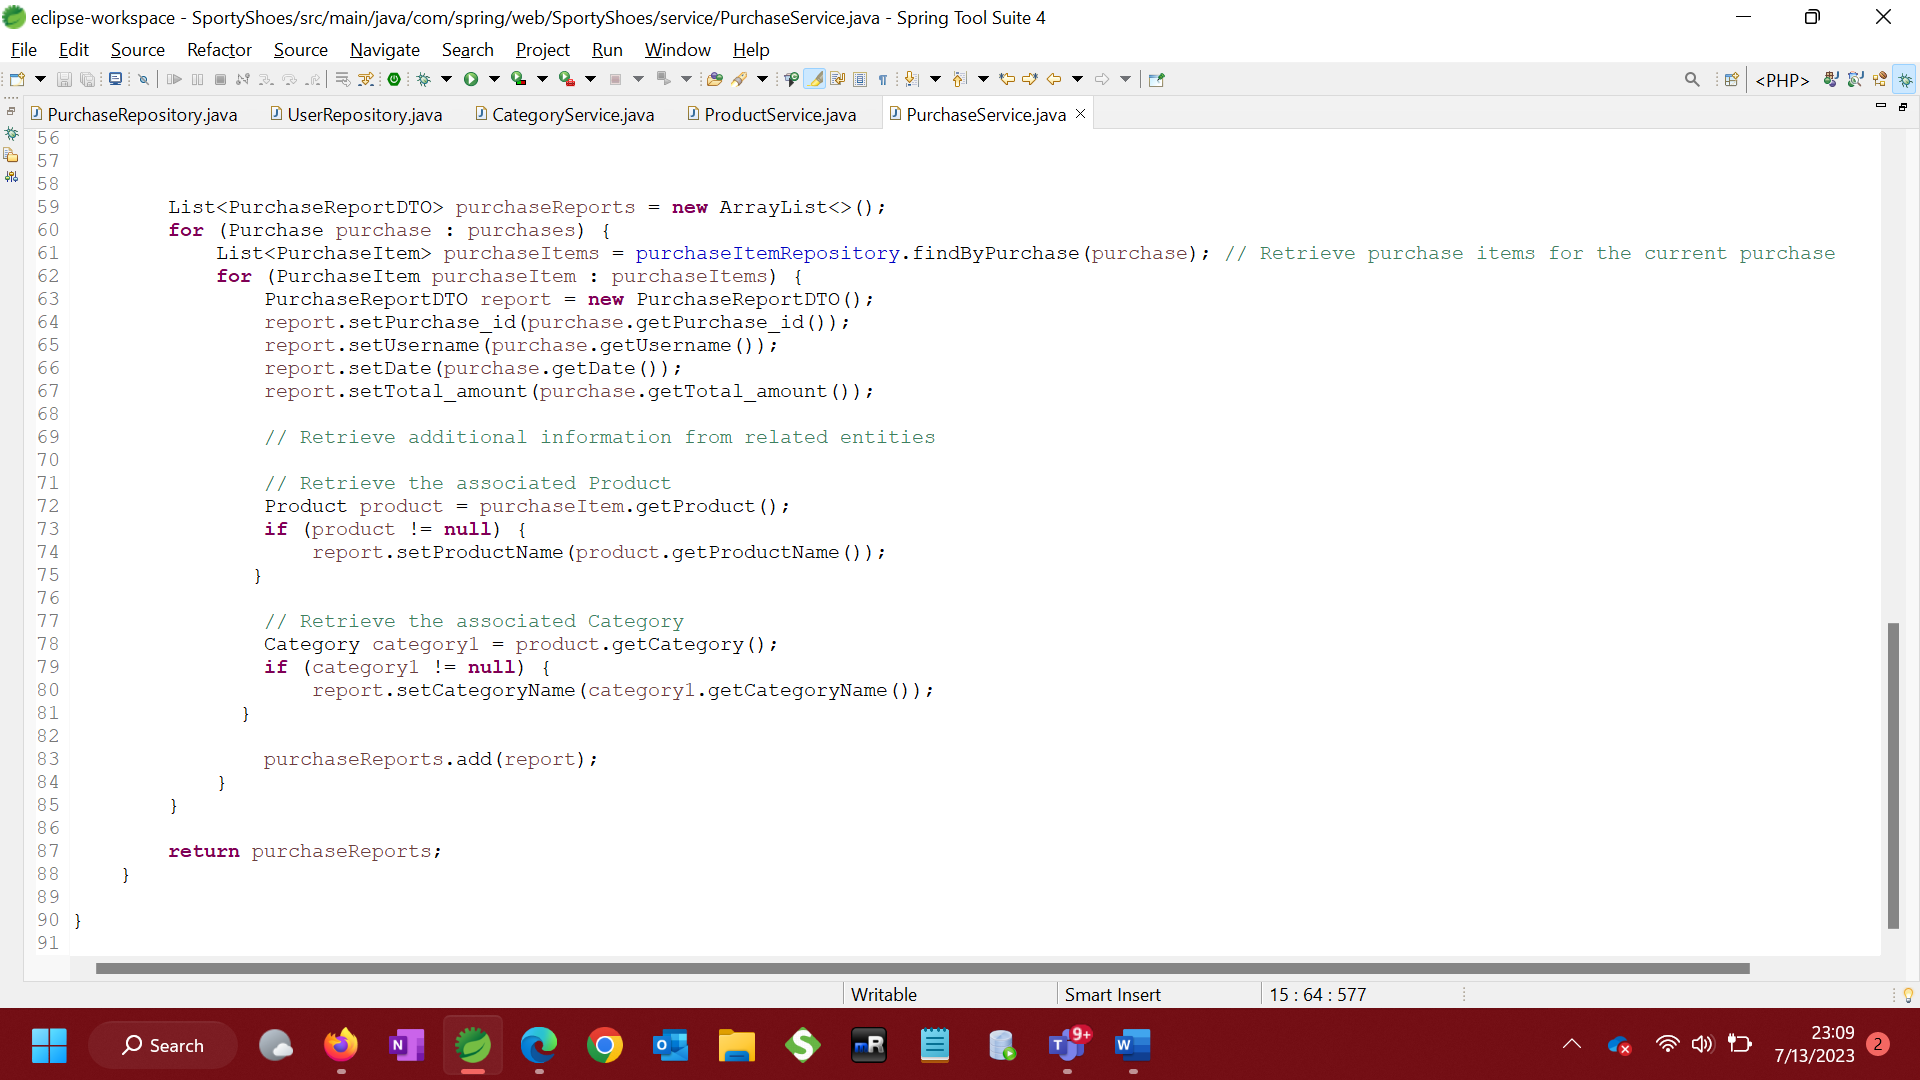 eclipse-workspace - SportyShoes/src/main/java/com/spring/web/SportyShoes/service/PurchaseService.java - Spring Tool Suite 4
File Edit Source Refactor Source Navigate Search Project Run Window Help
<PHP>
PurchaseRepository.java UserRepository.java CategoryService.java ProductService.java PurchaseService.java
56
57
58
59 List<PurchaseReportDTO> purchaseReports = new ArrayList<>();
60 for (Purchase purchase : purchases) {
61 List<PurchaseItem> purchaseItems = purchaseItemRepository.findByPurchase(purchase); // Retrieve purchase items for the current purchase
62 for (PurchaseItem purchaseItem : purchaseItems) {
63 PurchaseReportDTO report = new PurchaseReportDTO();
64 report.setPurchase_id(purchase.getPurchase_id());
65 report.setUsername(purchase.getUsername());
66 report.setDate(purchase.getDate());
67 report.setTotal_amount(purchase.getTotal_amount());
68
69 // Retrieve additional information from related entities
70
71 // Retrieve the associated Product
72 Product product = purchaseItem.getProduct();
73 if (product != null) {
74 report.setProductName(product.getProductName());
75 }
76
77 // Retrieve the associated Category
78 Category category1 = product.getCategory();
79 if (category1 != null) {
80 report.setCategoryName(category1.getCategoryName());
81 }
82
83 purchaseReports.add(report);
84 }
85 }
86
87 return purchaseReports;
88 }
89
90 }
91
Writable Smart Insert 15 : 64 : 577
Search
N
O
S
mR
T
9+
W
23:09
7/13/2023
2